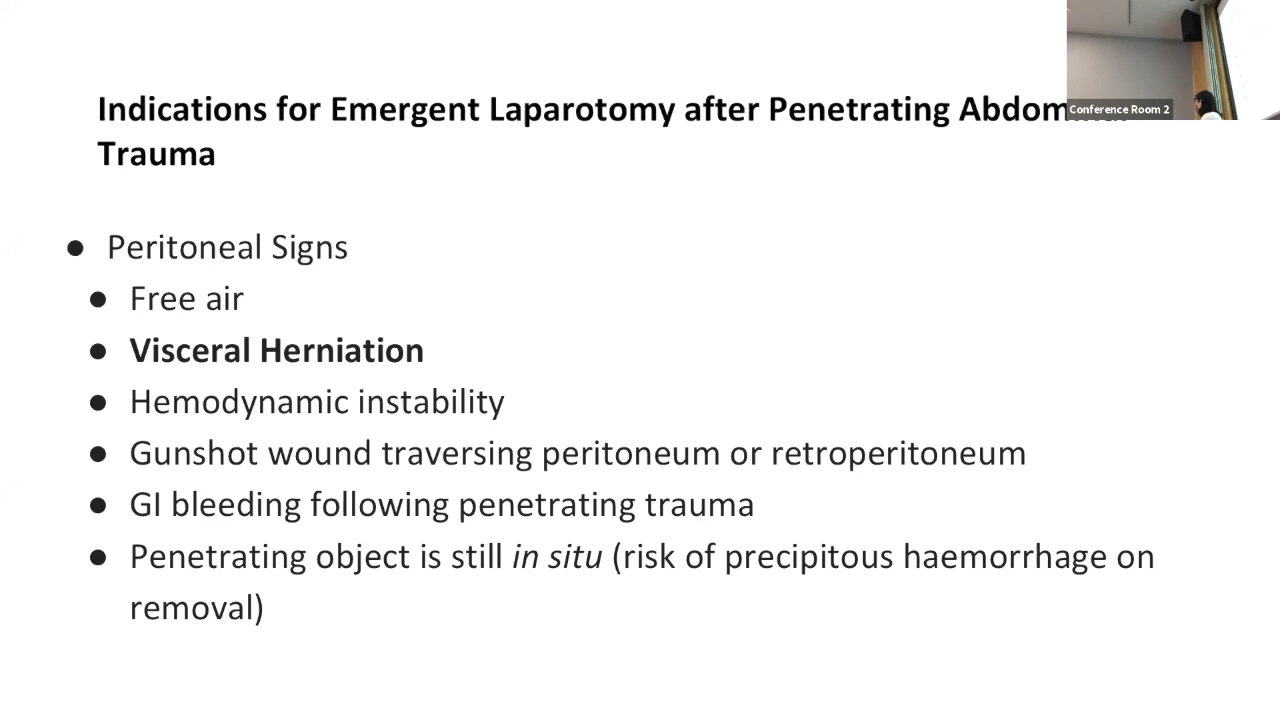 Indications for Emergent Laparotomy after Penetrating
Trauma
Conference Room 2
● Peritoneal Signs
● Free air
● Visceral Herniation
● Hemodynamic instability
● Gunshot wound traversing peritoneum or retroperitoneum
● GI bleeding following penetrating trauma
● Penetrating object is still in situ (risk of precipitous haemorrhage on
removal)